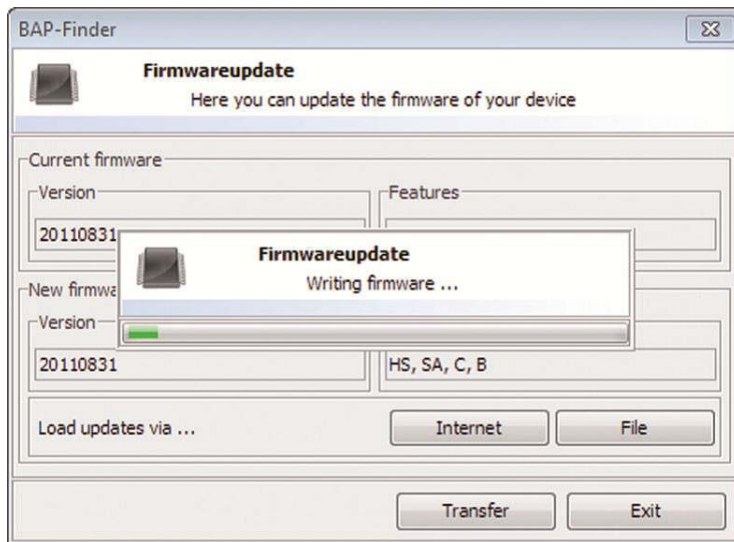 BAP-Finder
Firmwareupdate
Here you can update the firmware of your device
Current firmware
Version
Features
20110831
Firmwareupdate
Writing firmware ...
New firmwa
Version
20110831
HS, SA, C, B
Load updates via ...
Internet
File
Transfer
Exit